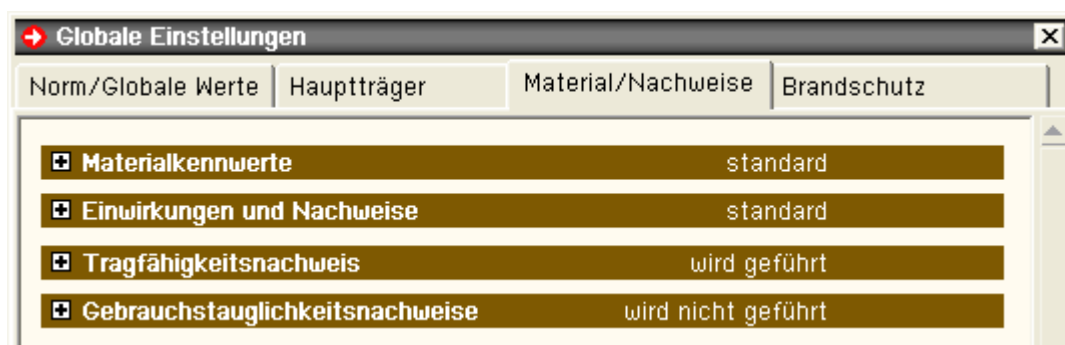 Globale Einstellungen
Norm/Globale Werte Hauptträger Material/Nachweise Brandschutz
Materialkennwerte standard
Einwirkungen und Nachweise standard
Tragfähigkeitsnachweis wird geführt
Gebrauchstauglichkeitsnachweise wird nicht geführt